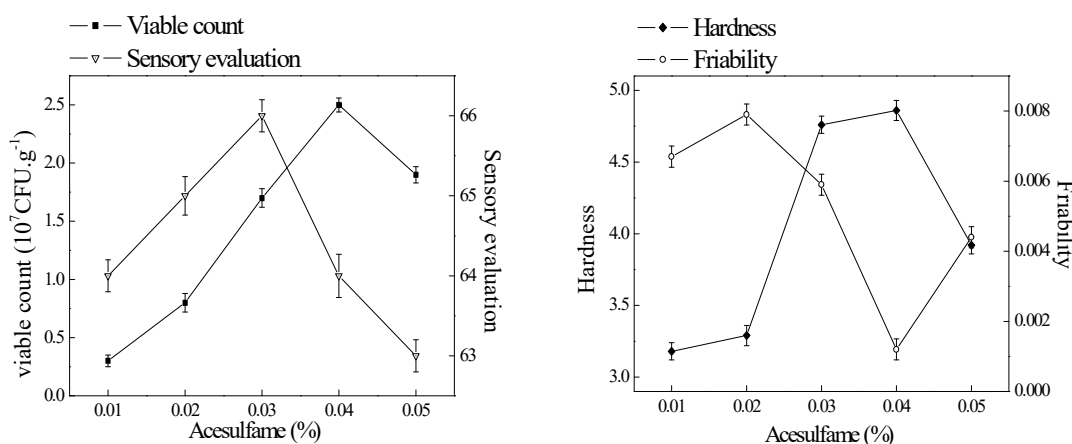 Viable count
Sensory evaluation
2.5
2.0
1.5
1.0
0.5
0.0
viable count (10⁷CFU.g⁻¹)
66
65
64
63
Sensory evaluation
0.01 0.02 0.03 0.04 0.05
Acesulfame (%)
Hardness
Friability
5.0
4.5
4.0
3.5
3.0
Hardness
0.008
0.006
0.004
0.002
0.000
Friability
0.01 0.02 0.03 0.04 0.05
Acesulfame (%)